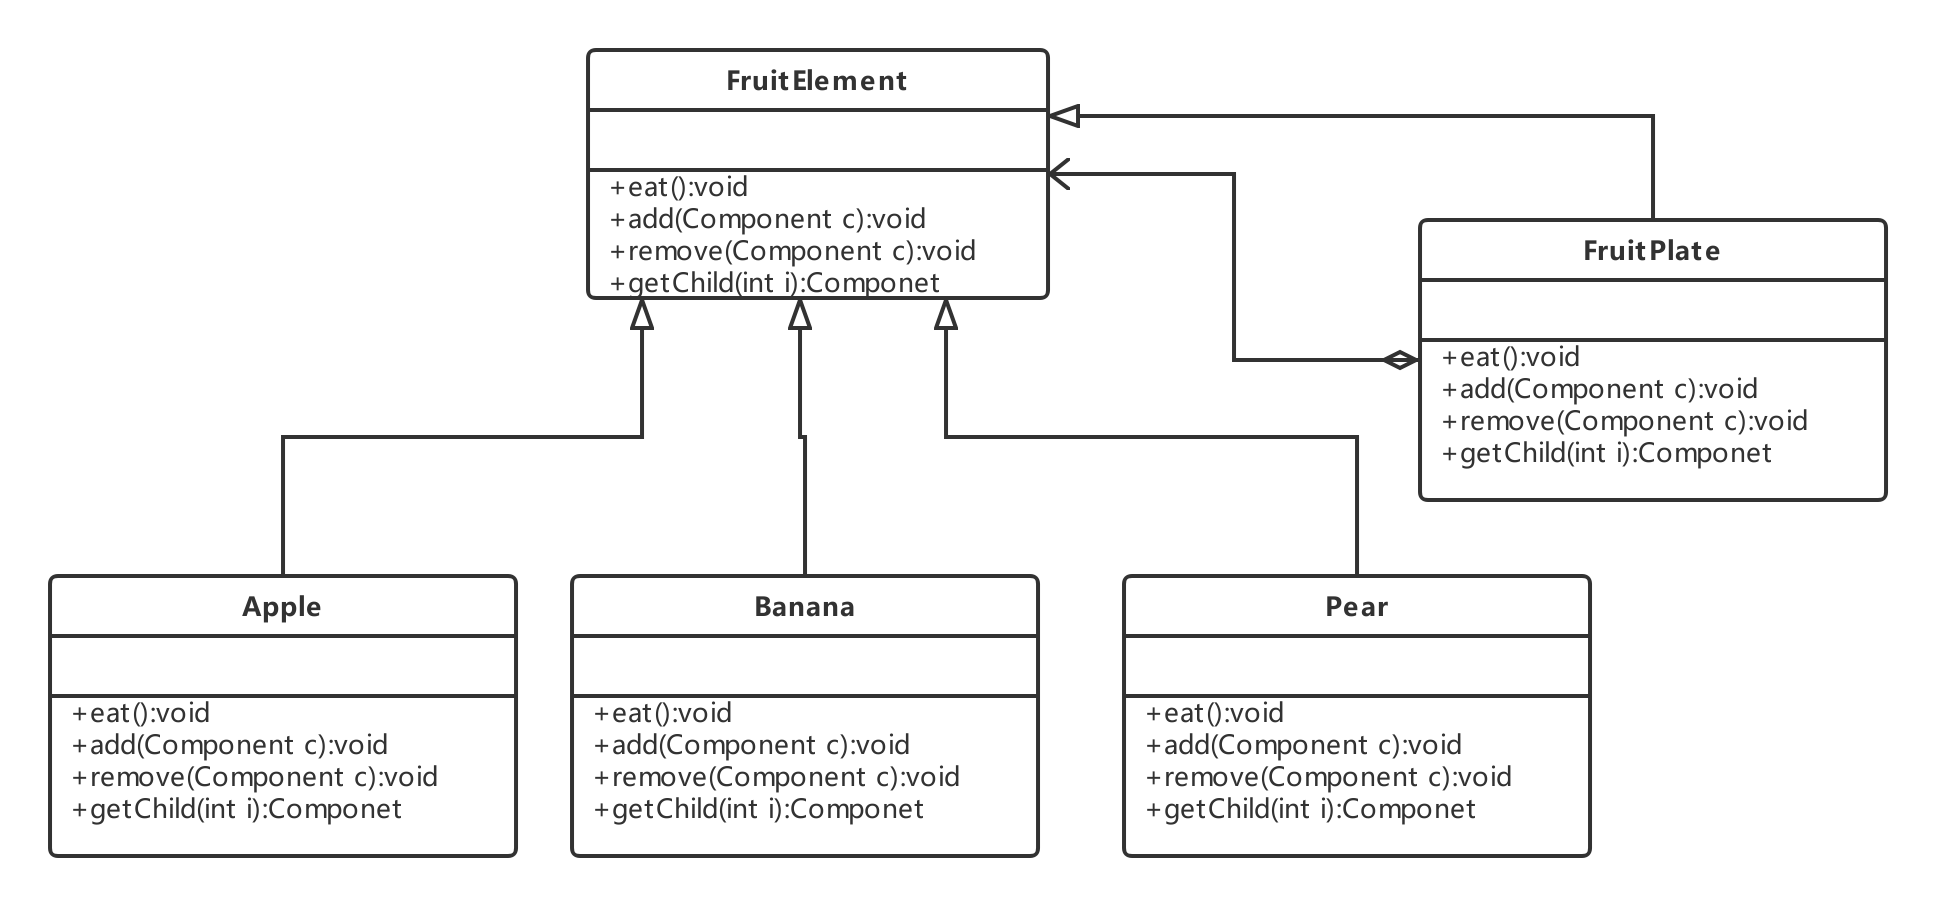 FruitElement
+eat():void
+add(Component c):void
+remove(Component c):void
+getChild(int i):Componet
FruitPlate
+eat():void
+add(Component c):void
+remove(Component c):void
+getChild(int i):Componet
Apple
+eat():void
+add(Component c):void
+remove(Component c):void
+getChild(int i):Componet
Banana
+eat():void
+add(Component c):void
+remove(Component c):void
+getChild(int i):Componet
Pear
+eat():void
+add(Component c):void
+remove(Component c):void
+getChild(int i):Componet